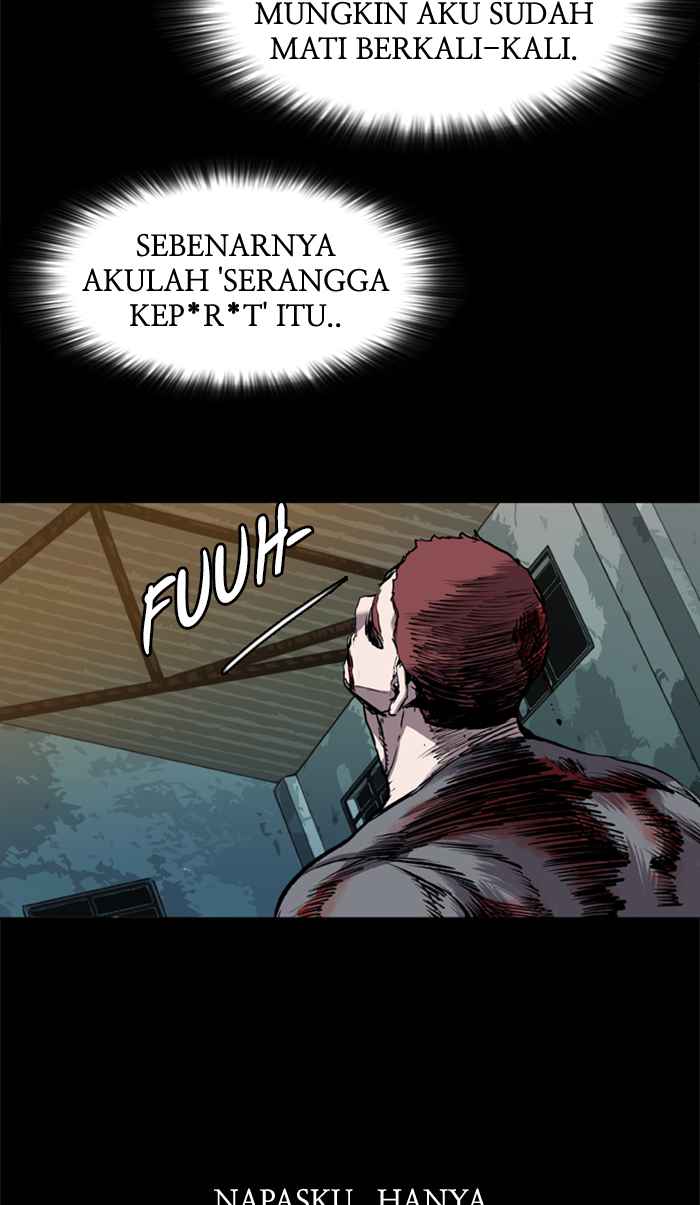 MUNGKIN AKU SUDAH
MATI BERKALI-KALI.
SEBENARNYA
AKULAH 'SERANGGA
KEP*R*T' ITU..
FUUH-
NAPASKU HANYA